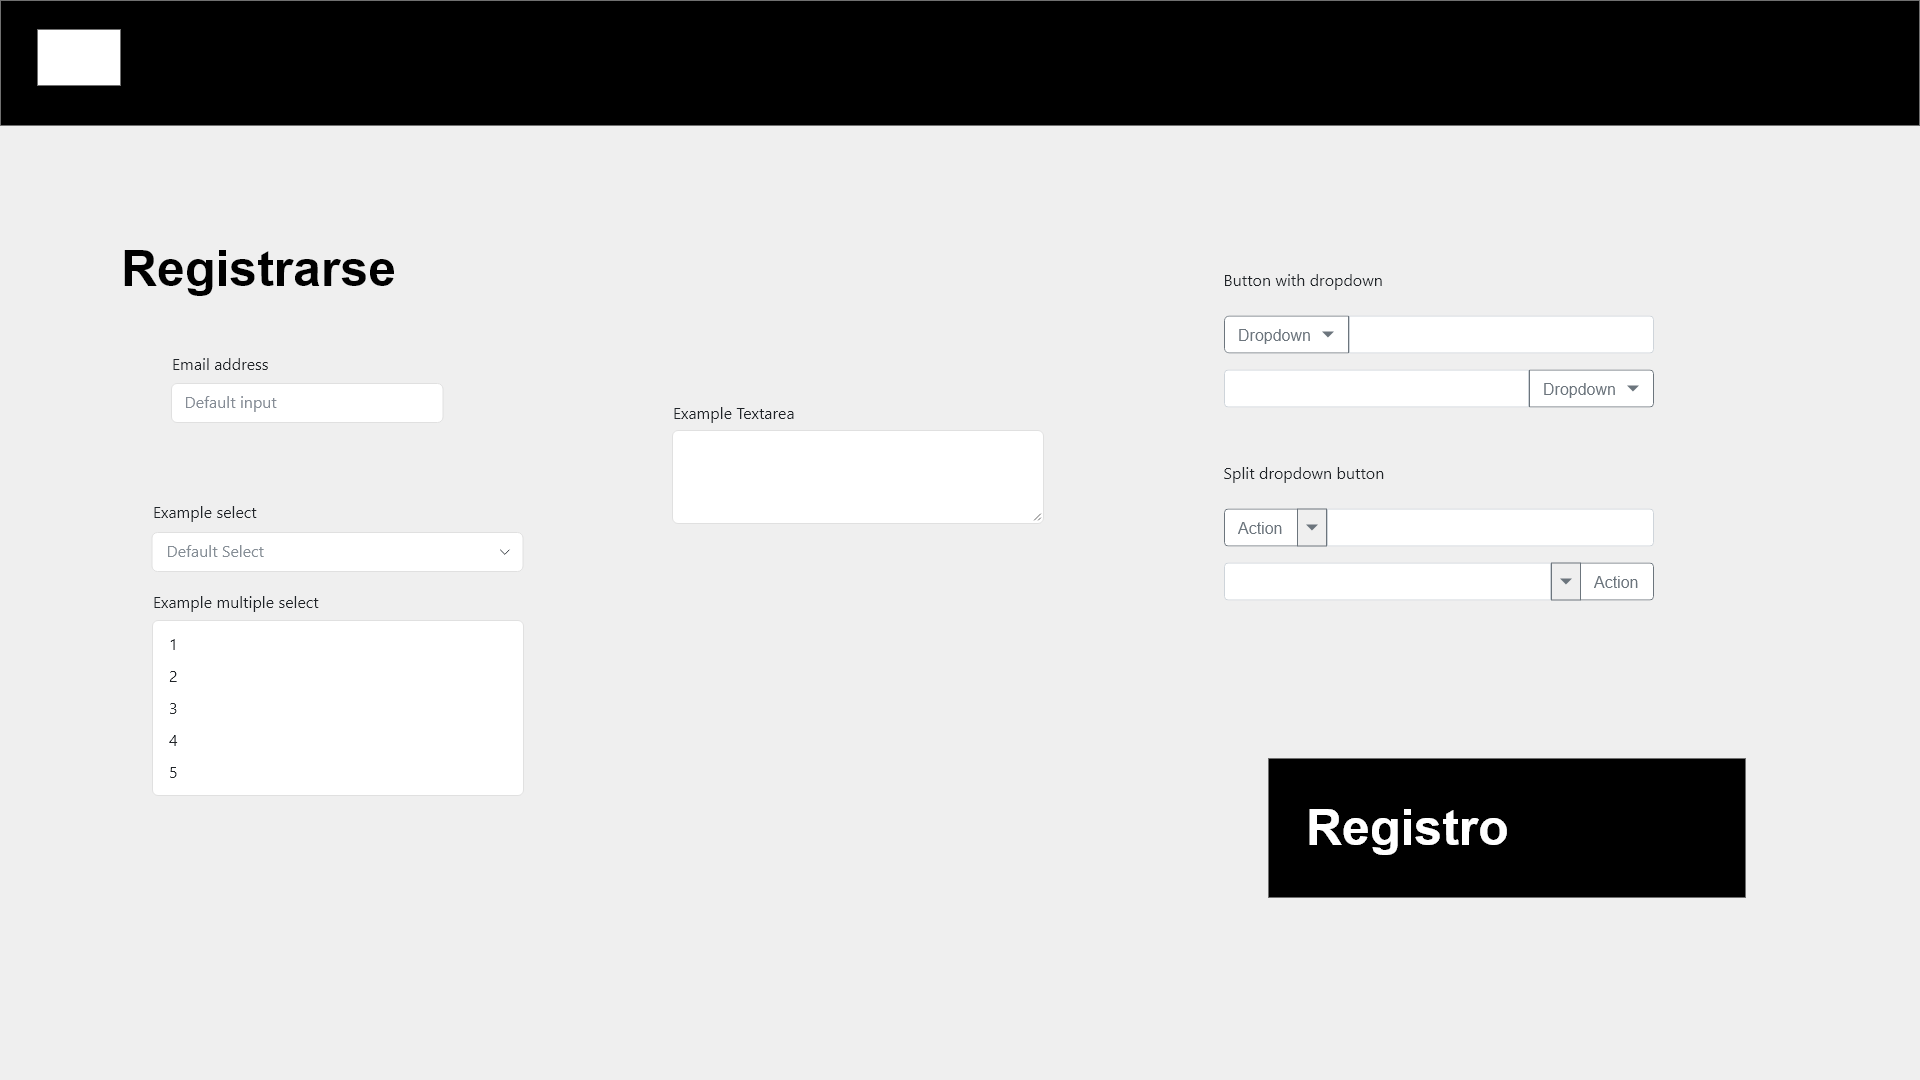 Registrarse
Email address
Default input
Example select
Default Select
Example multiple select
1
2
3
4
5
Example Textarea
Button with dropdown
Dropdown
Dropdown
Split dropdown button
Action
Action
Registro